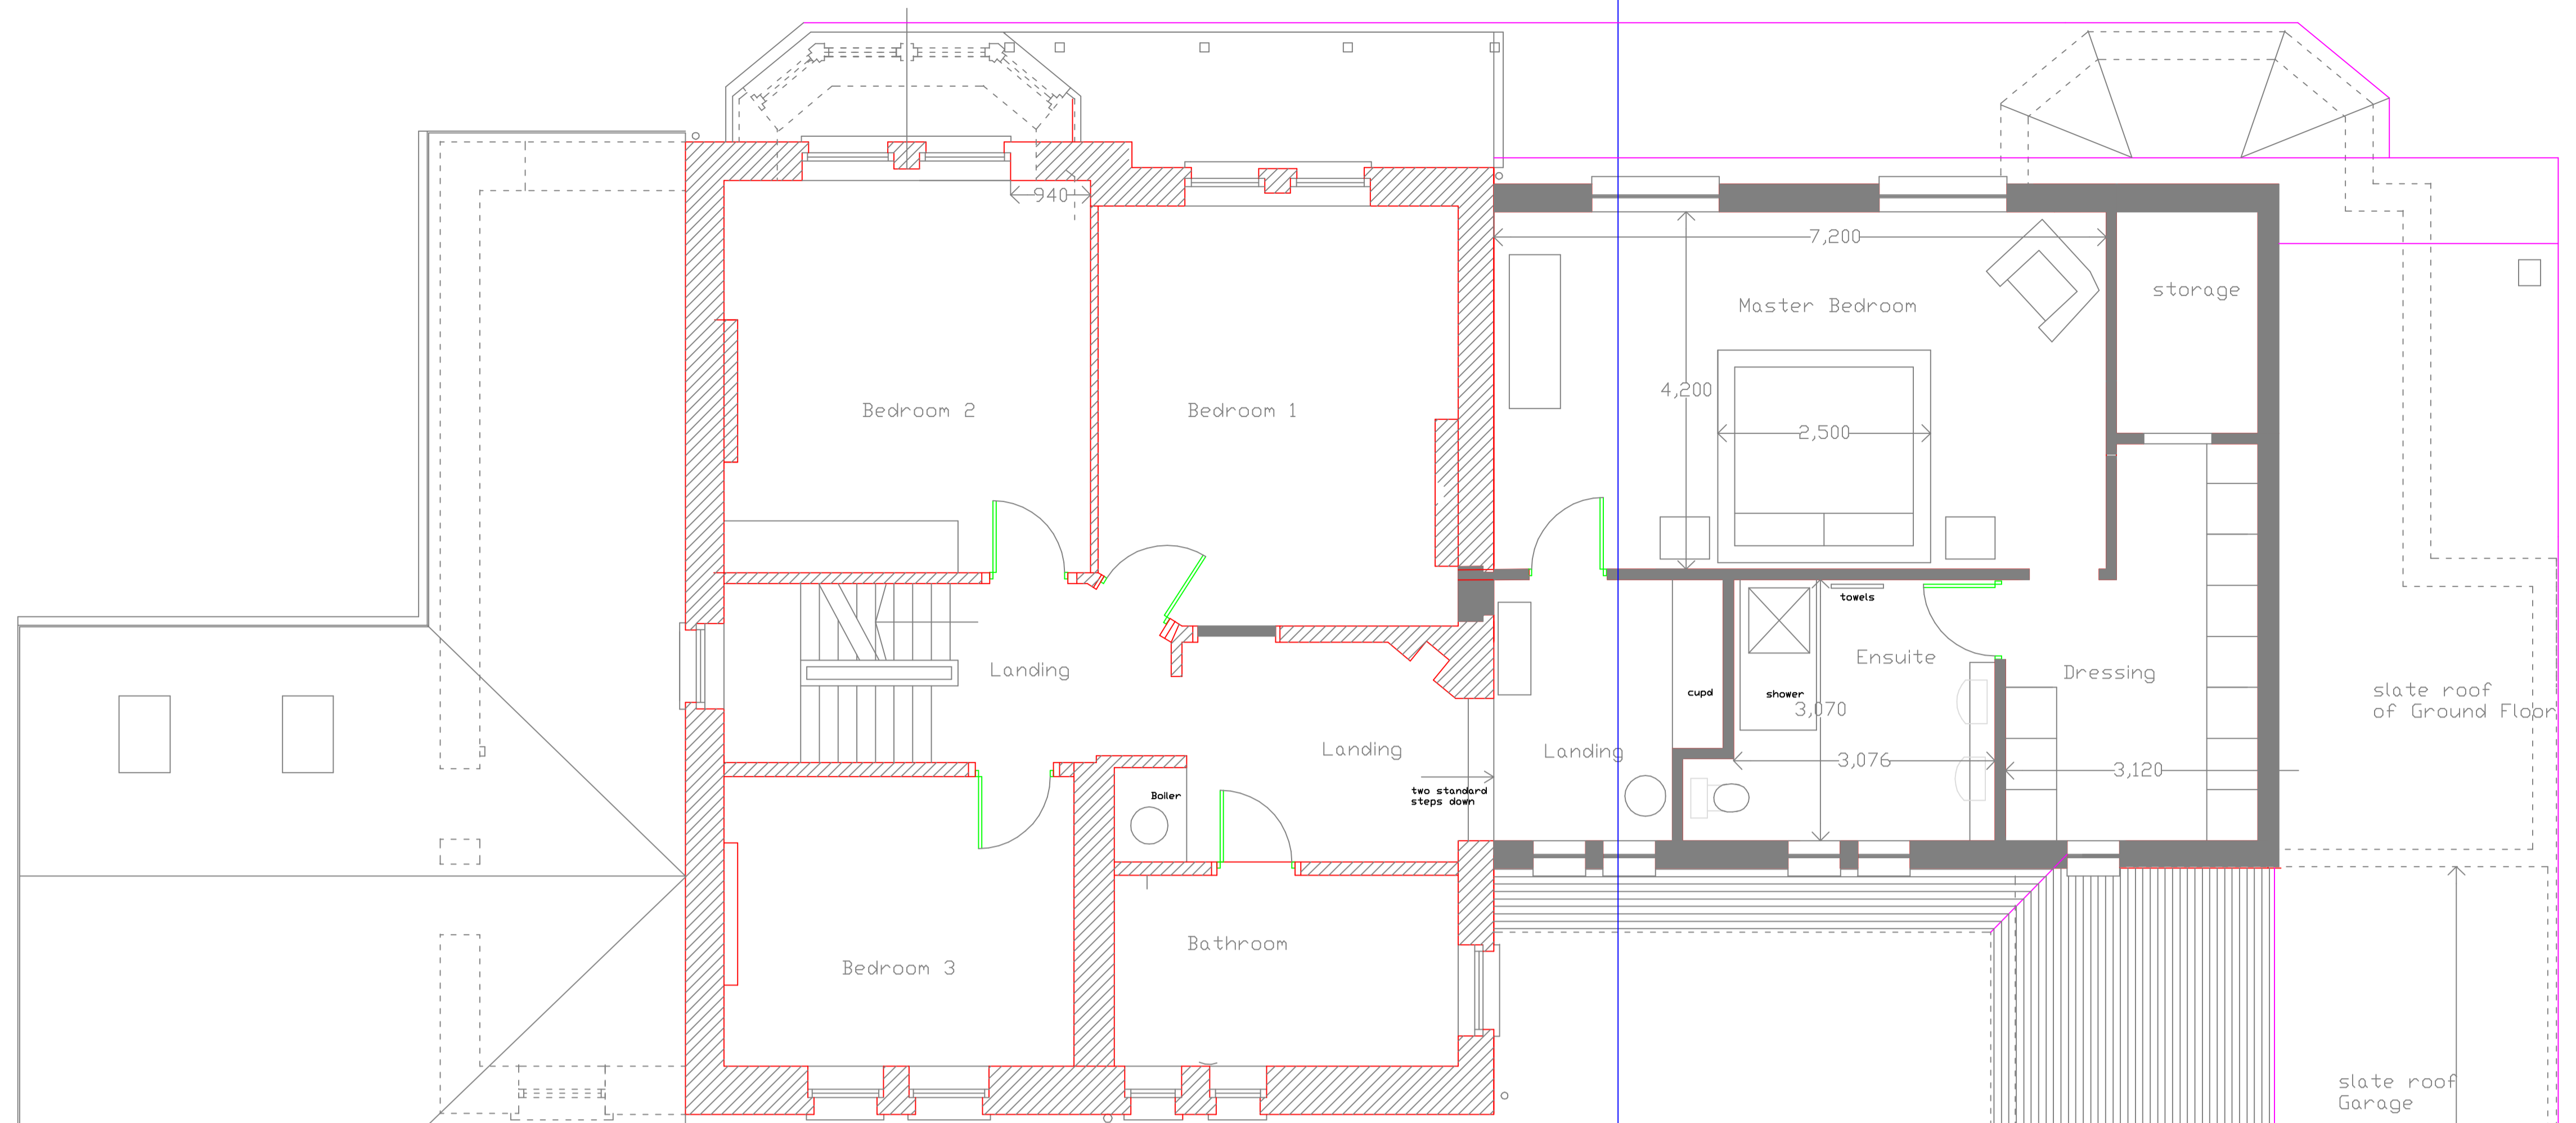 940
7,200
storage
Master Bedroom
4,200
Bedroom 2
Bedroom 1
2,500
towels
Ensuite
Landing
Dressing
cupd
shower
slate roof
of Ground Floor
3,070
Landing
Landing
3,076
3,120
Boiler
two standard
steps down
Bathroom
Bedroom 3
slate roof
Garage